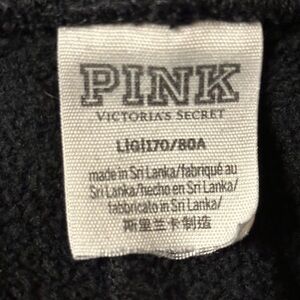 PINK
VICTORIA'S SECRET
L|G|170/80A
made in Sri Lanka/fabriqué au
Sri Lanka/hecho en Sri Lanka/
fabbricato in Sri Lanka/
斯里兰卡制造